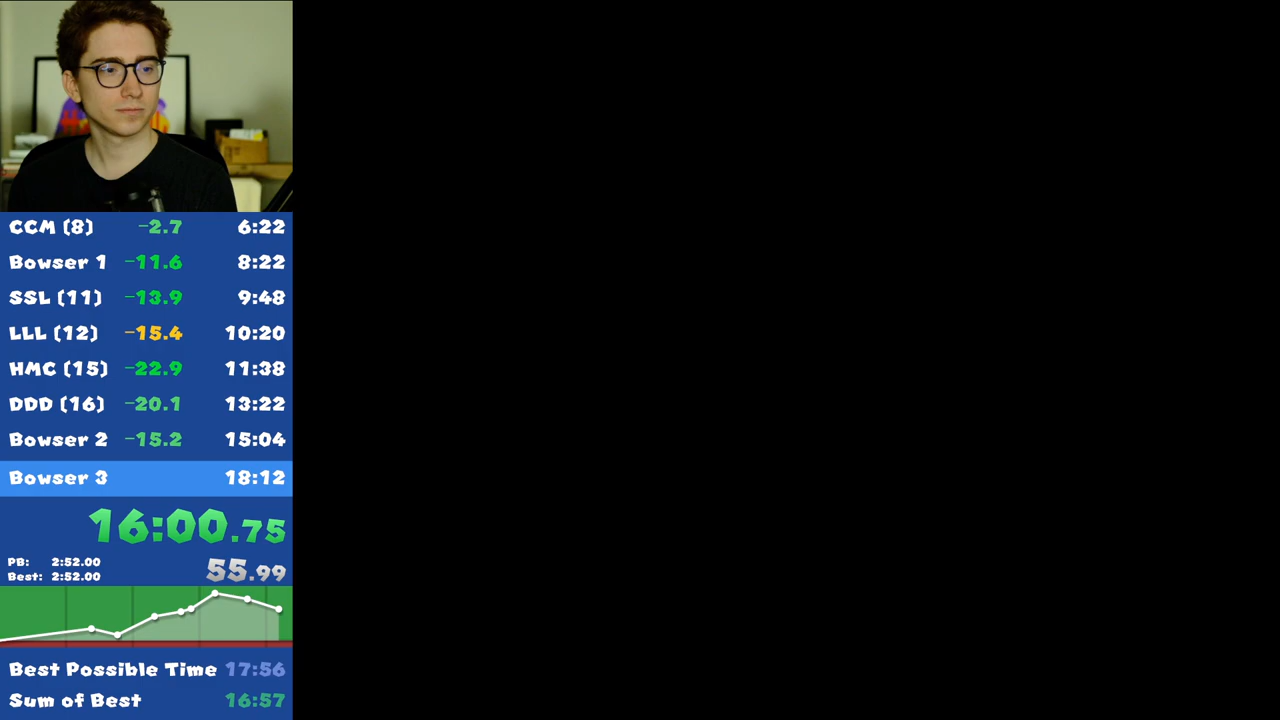 CCM (8) -2.7 6:22
Bowser 1 -11.6 8:22
SSL (11) -13.9 9:48
LLL (12) -15.4 10:20
HMC (15) -22.9 11:38
DDD (16) -20.1 13:22
Bowser 2 -15.2 15:04
Bowser 3 18:12
16:00.75
PB: 2:52.00
Best: 2:52.00
55.99
Best Possible Time 17:56
Sum of Best 16:57